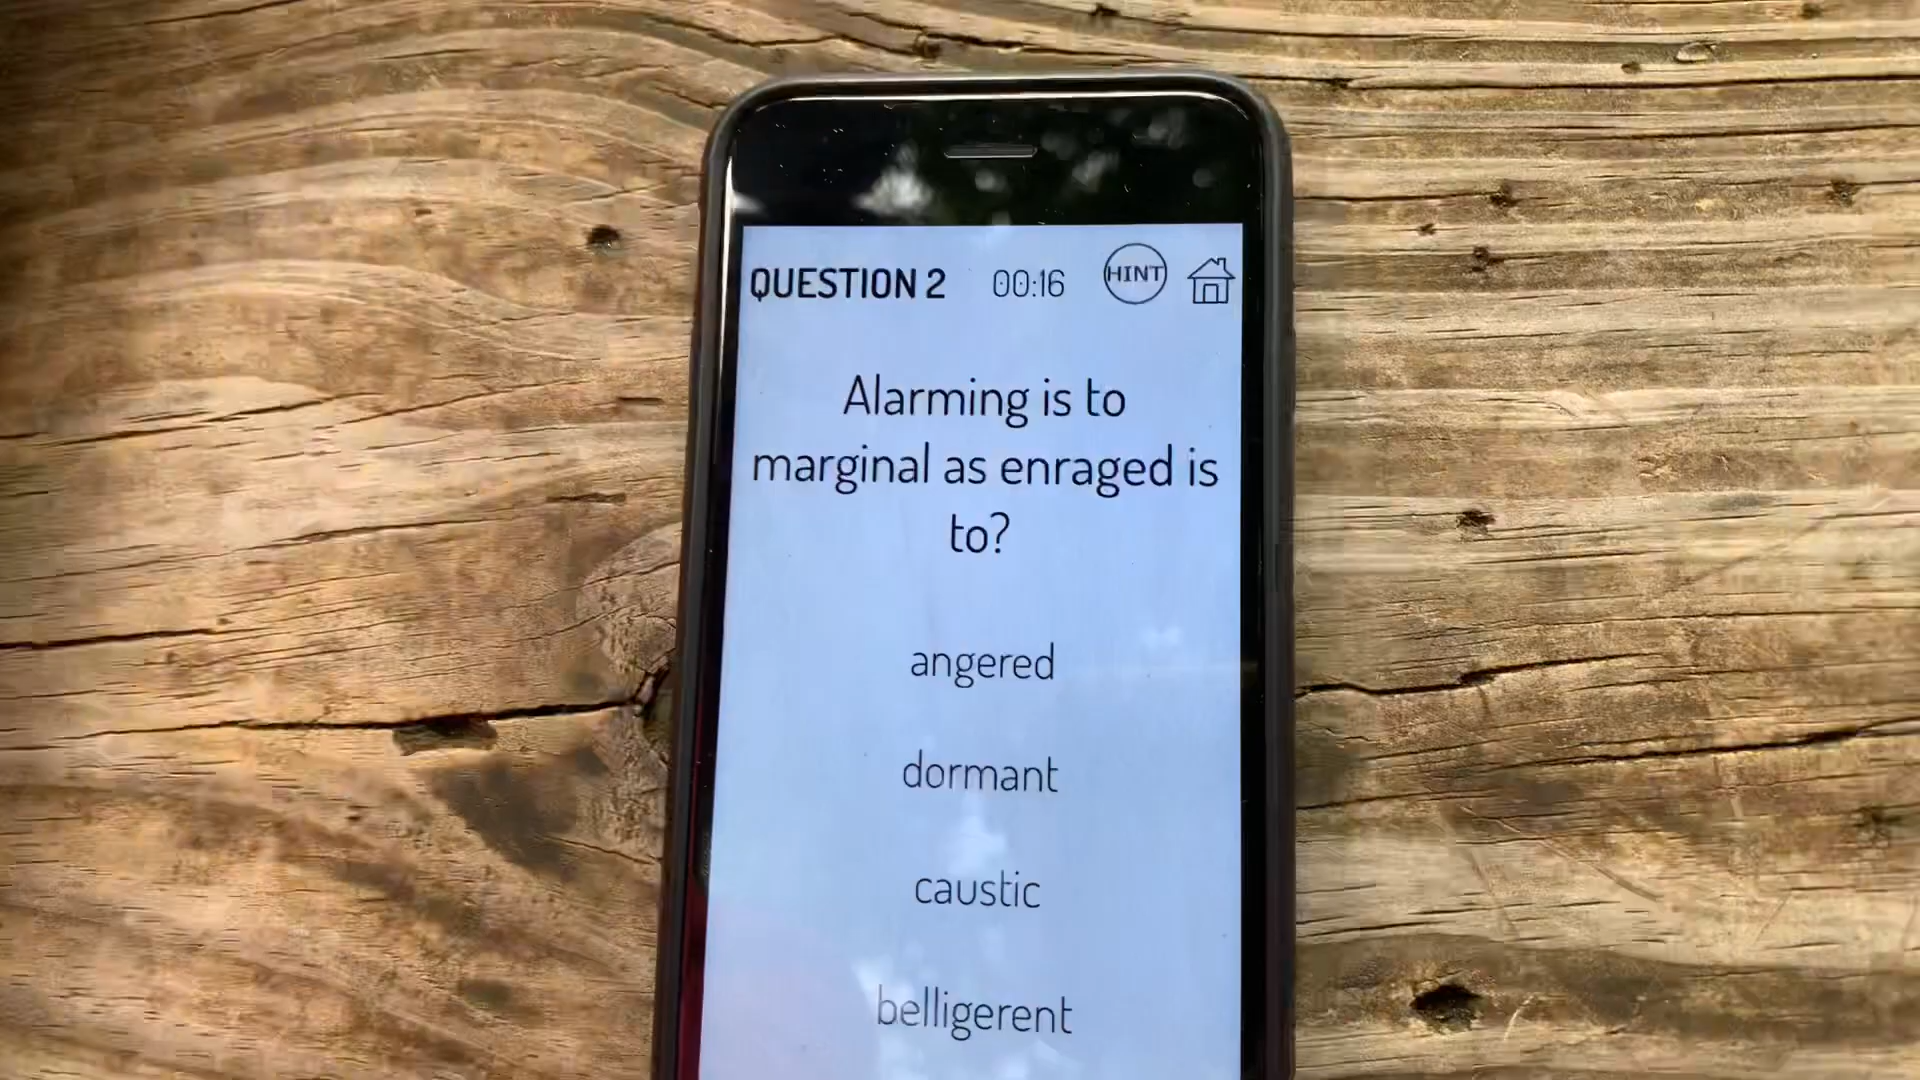 QUESTION 2 00:16 HINT
Alarming is to
marginal as enraged is
to?
angered
dormant
caustic
belligerent